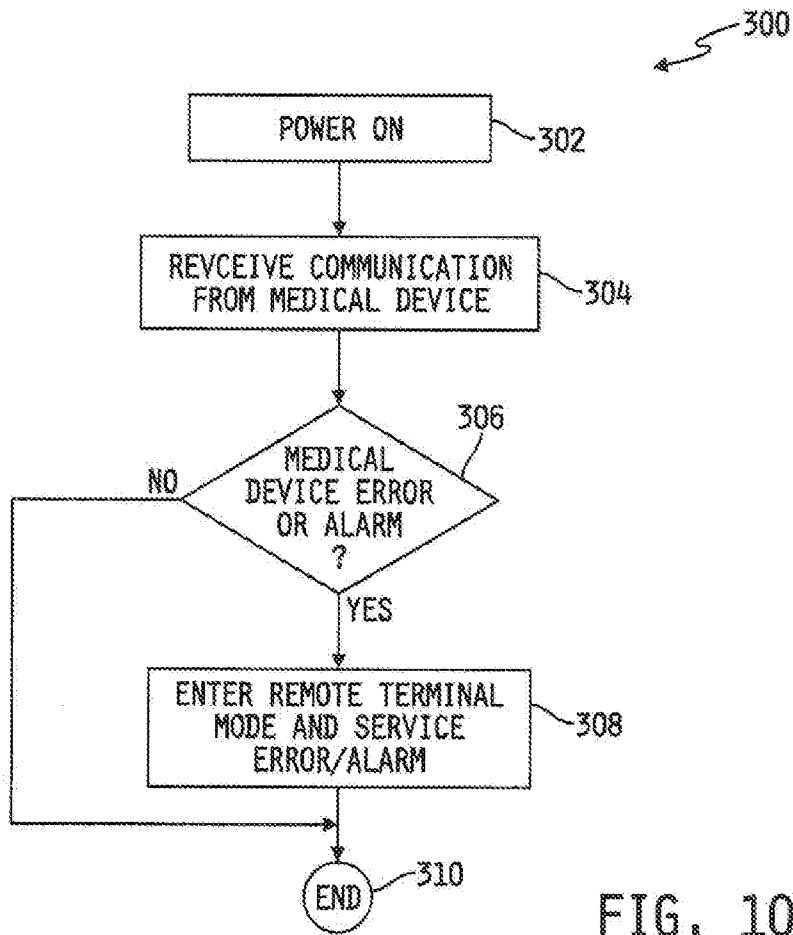 300
POWER ON
302
REVCEIVE COMMUNICATION
FROM MEDICAL DEVICE
304
306
MEDICAL
DEVICE ERROR
OR ALARM
?
NO
YES
ENTER REMOTE TERMINAL
MODE AND SERVICE
ERROR/ALARM
308
END
310
FIG. 10